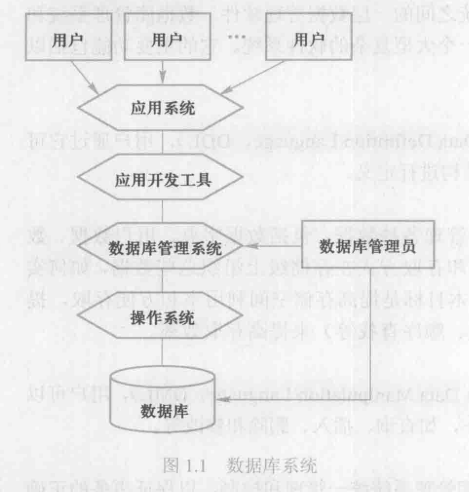 用户 用户 … 用户
应用系统
应用开发工具
数据库管理系统 数据库管理员
操作系统
数据库
图 1.1 数据库系统